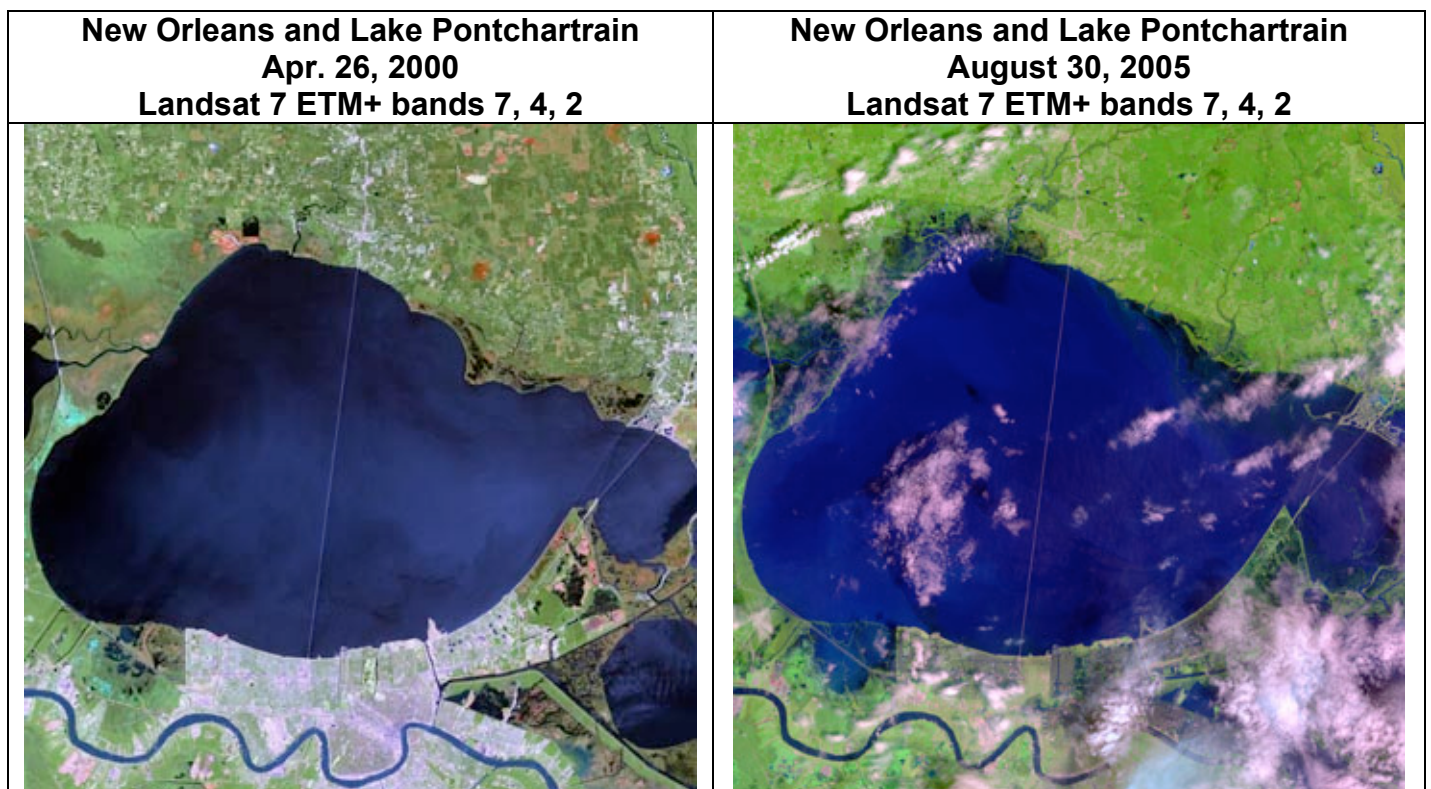 New Orleans and Lake Pontchartrain
Apr. 26, 2000
Landsat 7 ETM+ bands 7, 4, 2
New Orleans and Lake Pontchartrain
August 30, 2005
Landsat 7 ETM+ bands 7, 4, 2